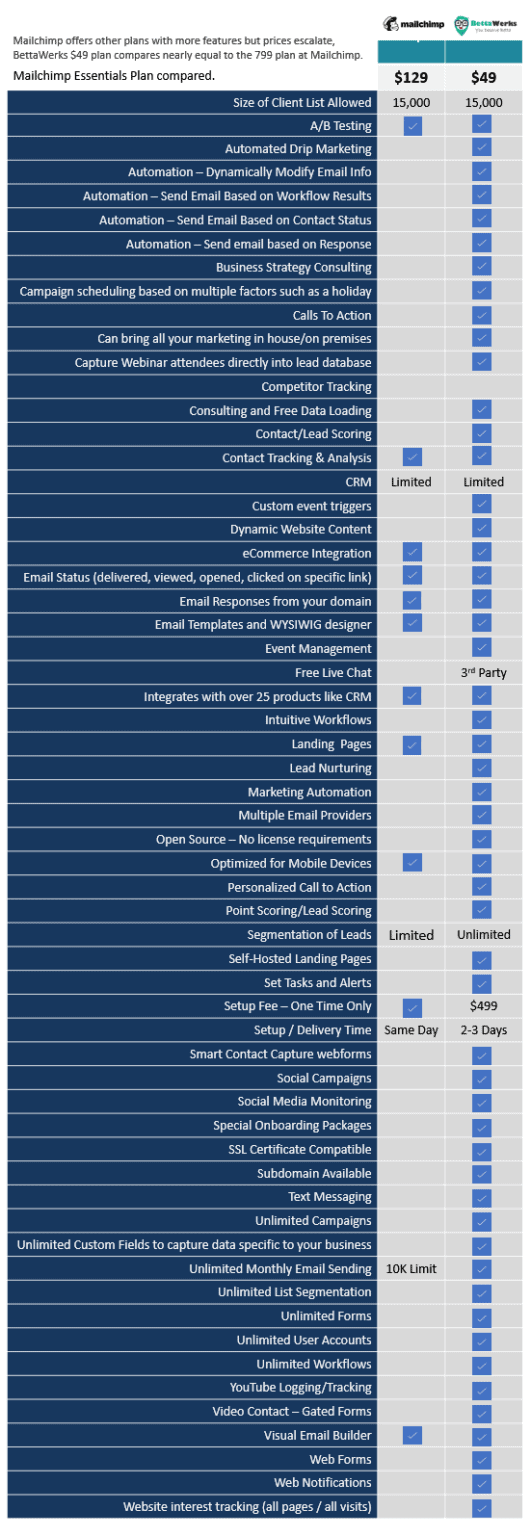 mailchimp BettaWerks
Mailchimp offers other plans with more features but prices escalate,
BettaWerks $49 plan compares nearly equal to the 799 plan at Mailchimp.
Mailchimp Essentials Plan compared. $129 $49
Size of Client List Allowed 15,000 15,000
A/B Testing
Automated Drip Marketing
Automation – Dynamically Modify Email Info
Automation – Send Email Based on Workflow Results
Automation – Send Email Based on Contact Status
Automation – Send email based on Response
Business Strategy Consulting
Campaign scheduling based on multiple factors such as a holiday
Calls To Action
Can bring all your marketing in house/on premises
Capture Webinar attendees directly into lead database
Competitor Tracking
Consulting and Free Data Loading
Contact/Lead Scoring
Contact Tracking & Analysis
CRM Limited Limited
Custom event triggers
Dynamic Website Content
eCommerce Integration
Email Status (delivered, viewed, opened, clicked on specific link)
Email Responses from your domain
Email Templates and WYSIWIG designer
Event Management
Free Live Chat 3rd Party
Integrates with over 25 products like CRM
Intuitive Workflows
Landing Pages
Lead Nurturing
Marketing Automation
Multiple Email Providers
Open Source – No license requirements
Optimized for Mobile Devices
Personalized Call to Action
Point Scoring/Lead Scoring
Segmentation of Leads Limited Unlimited
Self-Hosted Landing Pages
Set Tasks and Alerts
Setup Fee – One Time Only $499
Setup / Delivery Time Same Day 2-3 Days
Smart Contact Capture webforms
Social Campaigns
Social Media Monitoring
Special Onboarding Packages
SSL Certificate Compatible
Subdomain Available
Text Messaging
Unlimited Campaigns
Unlimited Custom Fields to capture data specific to your business
Unlimited Monthly Email Sending 10K Limit
Unlimited List Segmentation
Unlimited Forms
Unlimited User Accounts
Unlimited Workflows
YouTube Logging/Tracking
Video Contact – Gated Forms
Visual Email Builder
Web Forms
Web Notifications
Website interest tracking (all pages / all visits)